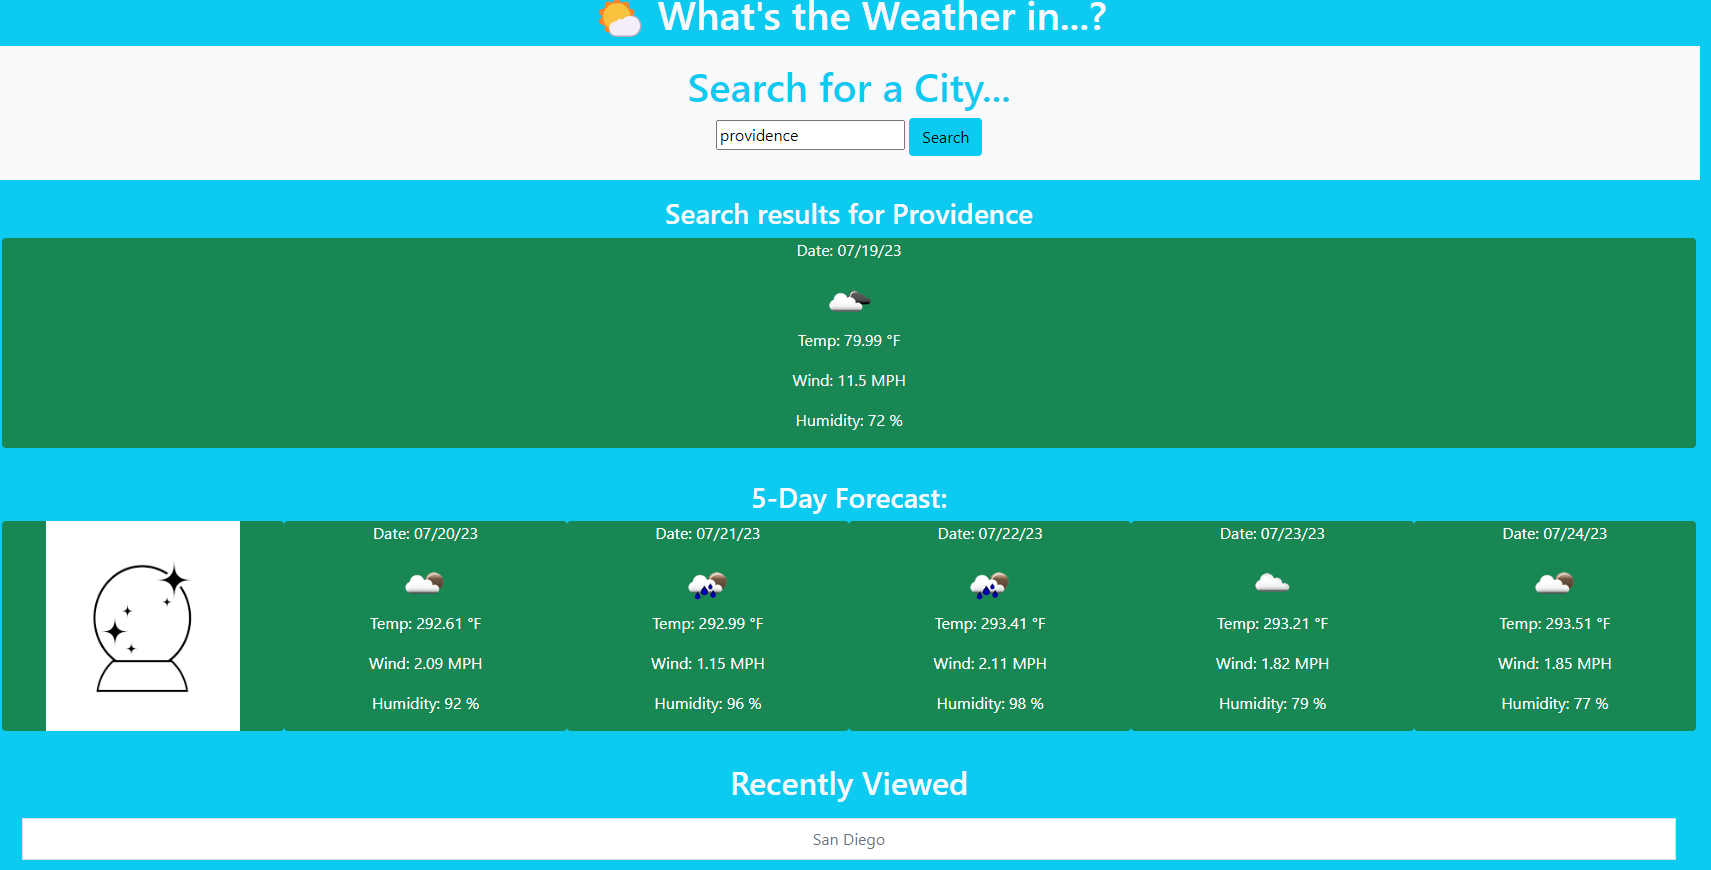 What's the Weather in...?
Search for a City...
providence Search
Search results for Providence
Date: 07/19/23
Temp: 79.99 °F
Wind: 11.5 MPH
Humidity: 72 %
5-Day Forecast:
Date: 07/20/23
Temp: 292.61 °F
Wind: 2.09 MPH
Humidity: 92 %
Date: 07/21/23
Temp: 292.99 °F
Wind: 1.15 MPH
Humidity: 96 %
Date: 07/22/23
Temp: 293.41 °F
Wind: 2.11 MPH
Humidity: 98 %
Date: 07/23/23
Temp: 293.21 °F
Wind: 1.82 MPH
Humidity: 79 %
Date: 07/24/23
Temp: 293.51 °F
Wind: 1.85 MPH
Humidity: 77 %
Recently Viewed
San Diego